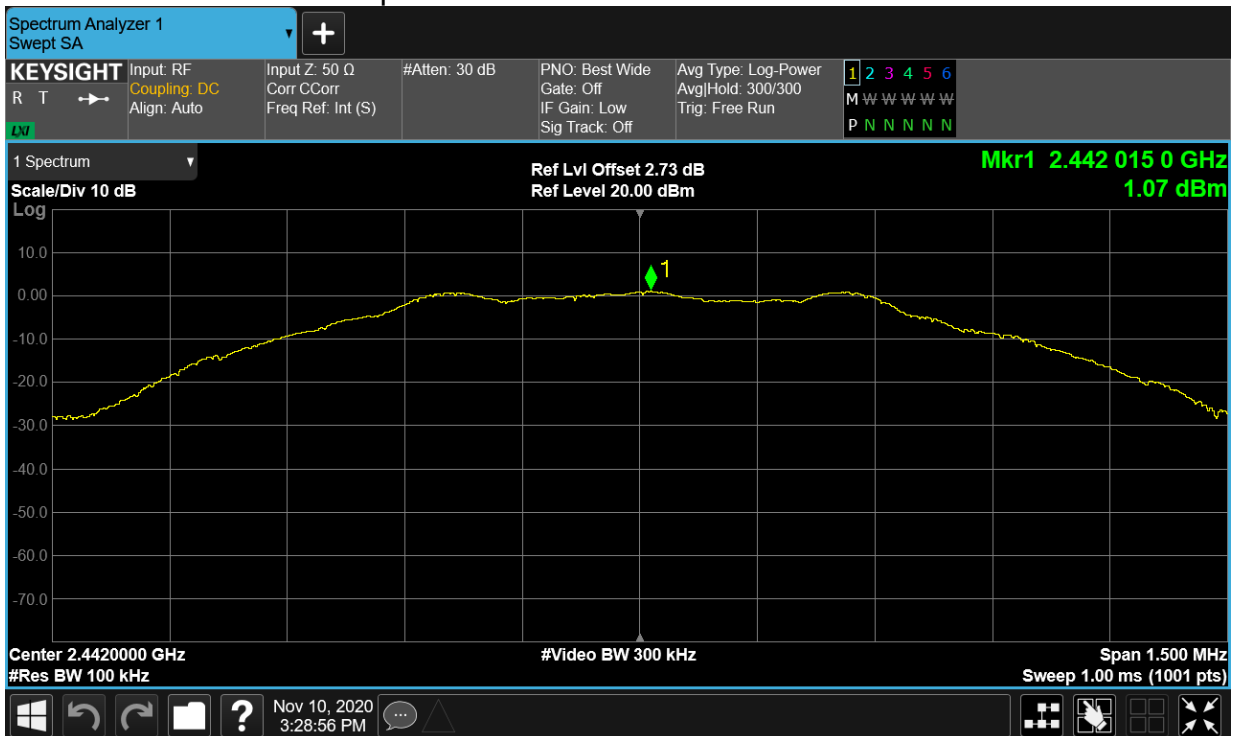 Spectrum Analyzer 1
Swept SA
+
KEYSIGHT
R T
LXI
Input: RF
Coupling: DC
Align: Auto
Input Z: 50 Ω
Corr CCorr
Freq Ref: Int (S)
#Atten: 30 dB
PNO: Best Wide
Gate: Off
IF Gain: Low
Sig Track: Off
Avg Type: Log-Power
Avg|Hold: 300/300
Trig: Free Run
1 2 3 4 5 6
M W W W W W
P N N N N N
1 Spectrum
Scale/Div 10 dB
Log
Ref Lvl Offset 2.73 dB
Ref Level 20.00 dBm
Mkr1 2.442 015 0 GHz
1.07 dBm
1
10.0
0.00
-10.0
-20.0
-30.0
-40.0
-50.0
-60.0
-70.0
Center 2.4420000 GHz
#Res BW 100 kHz
#Video BW 300 kHz
Span 1.500 MHz
Sweep 1.00 ms (1001 pts)
?
Nov 10, 2020
3:28:56 PM